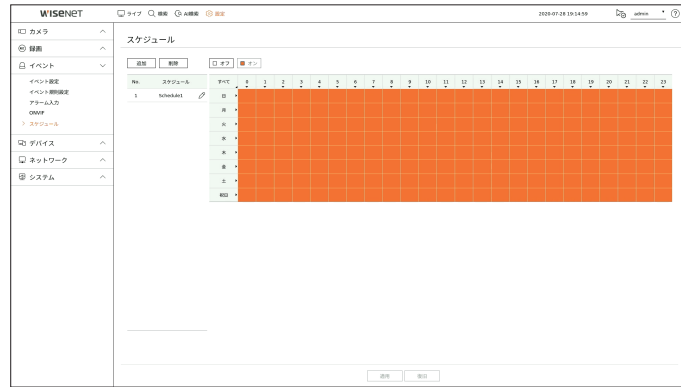 WISENET
ライブ 検索 AI検索 設定 2020-07-28 19:14:59 admin
カメラ
録画
イベント
イベント設定
イベント規則設定
アラーム入力
ONVIF
スケジュール
デバイス
ネットワーク
システム
スケジュール
追加 削除 オフ オン
No. スケジュール すべて 0 1 2 3 4 5 6 7 8 9 10 11 12 13 14 15 16 17 18 19 20 21 22 23
1 Schedule1 日
月
火
水
木
金
土
祝日
適用 復旧